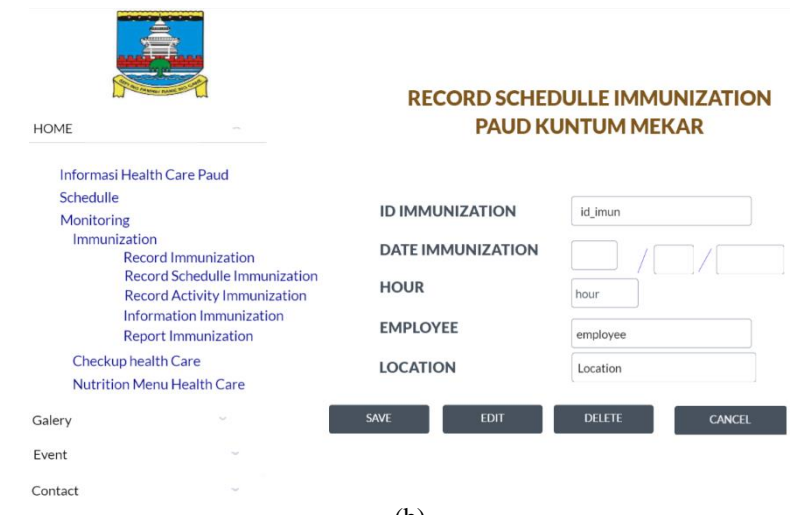 HOME
Informasi Health Care Paud
Schedulle
Monitoring
Immunization
Record Immunization
Record Schedulle Immunization
Record Activity Immunization
Information Immunization
Report Immunization
Checkup health Care
Nutrition Menu Health Care
Galery
Event
Contact
RECORD SCHEDULLE IMMUNIZATION
PAUD KUNTUM MEKAR
ID IMMUNIZATION id_imun
DATE IMMUNIZATION / /
HOUR hour
EMPLOYEE employee
LOCATION Location
SAVE EDIT DELETE CANCEL